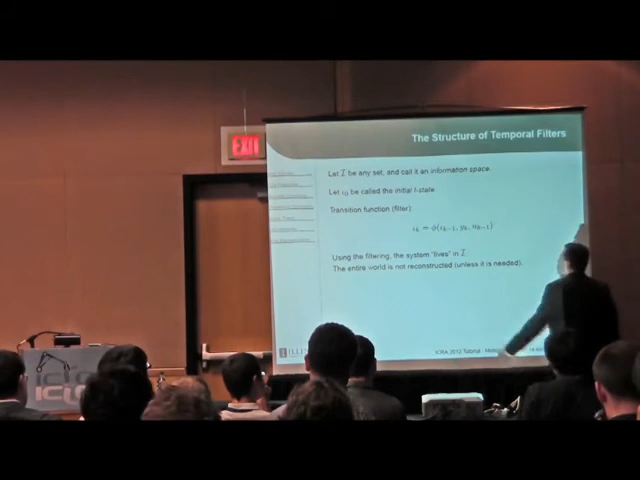 EXIT
The Structure of Temporal Filters
Let I be any set, and call it an information space.
Let ι₀ be called the initial I-state.
Transition function (filter):
ιₖ = φ(ιₖ₋₁, yₖ, uₖ₋₁)
Using the filtering, the system "lives" in I.
The entire world is not reconstructed (unless it is needed).
ICRA 2012 Tutorial -
ICLC